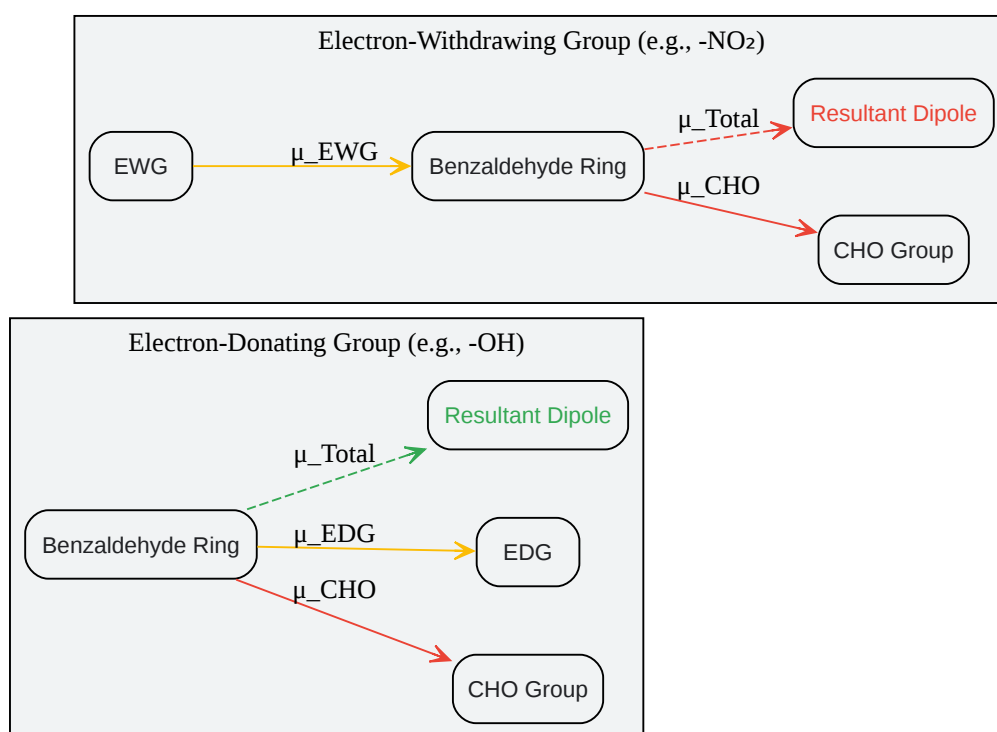 Electron-Withdrawing Group (e.g., -NO₂)
μ_Total
Resultant Dipole
EWG
μ_EWG
Benzaldehyde Ring
μ_CHO
CHO Group
Electron-Donating Group (e.g., -OH)
Resultant Dipole
μ_Total
Benzaldehyde Ring
μ_EDG
EDG
μ_CHO
CHO Group